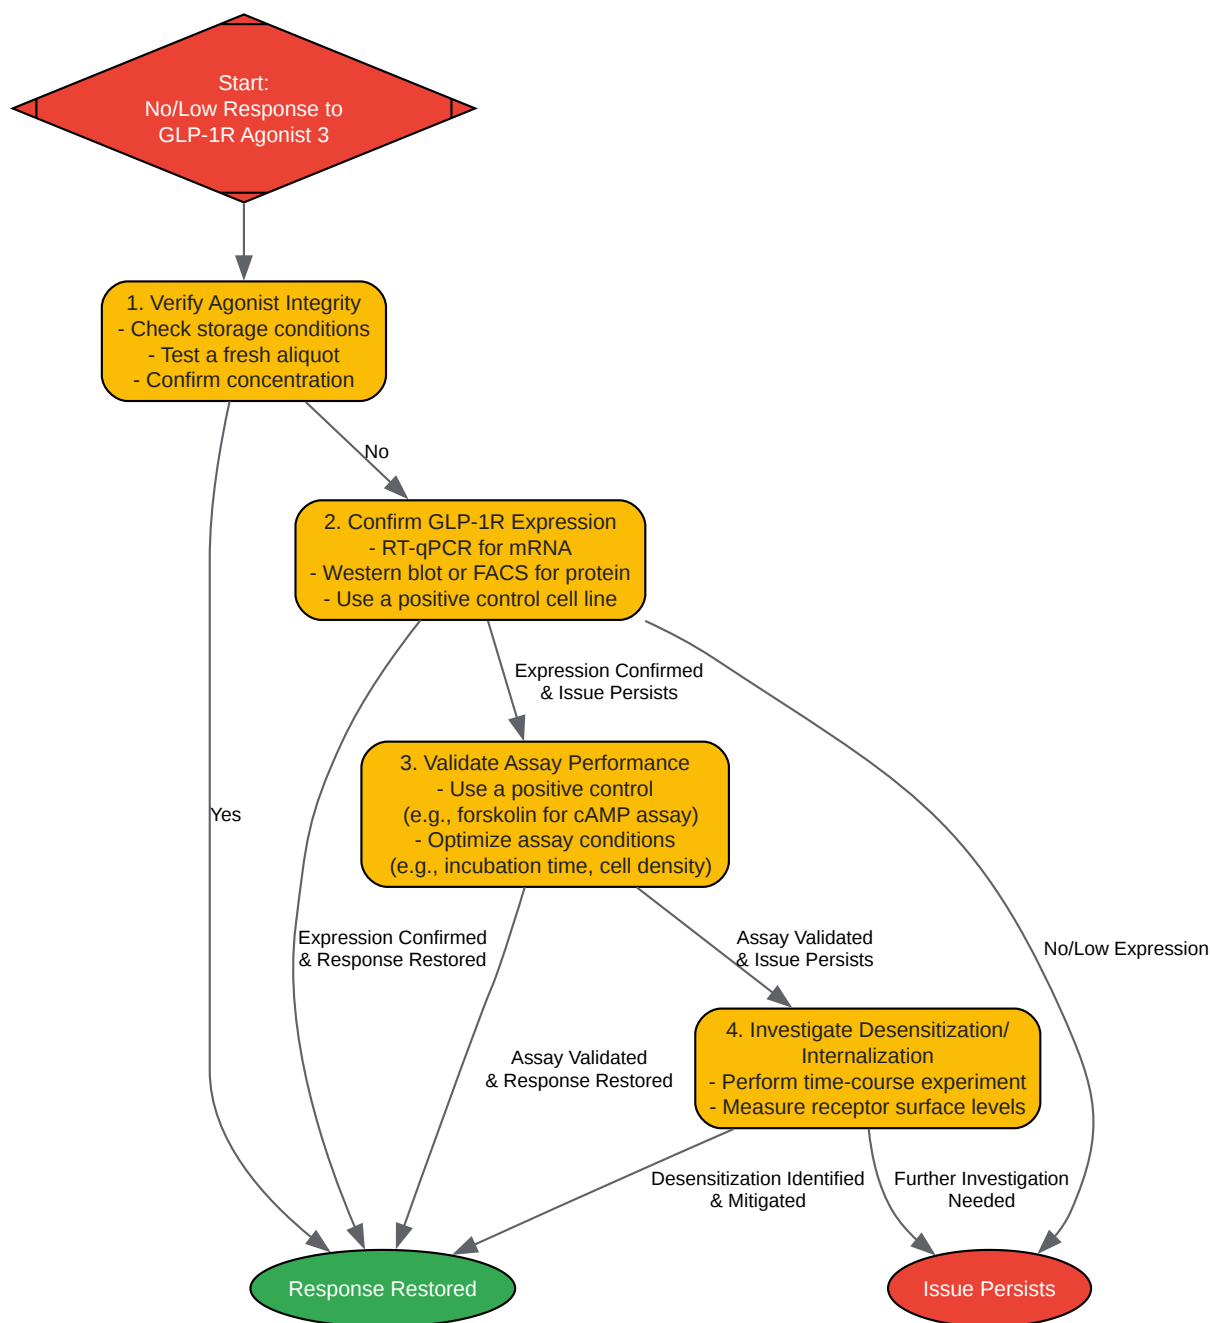 Start:
No/Low Response to
GLP-1R Agonist 3
1. Verify Agonist Integrity
- Check storage conditions
- Test a fresh aliquot
- Confirm concentration
No
2. Confirm GLP-1R Expression
- RT-qPCR for mRNA
- Western blot or FACS for protein
- Use a positive control cell line
Expression Confirmed
& Issue Persists
3. Validate Assay Performance
- Use a positive control
(e.g., forskolin for cAMP assay)
- Optimize assay conditions
(e.g., incubation time, cell density)
Yes
Expression Confirmed
& Response Restored
Assay Validated
& Issue Persists
No/Low Expression
4. Investigate Desensitization/
Internalization
- Perform time-course experiment
- Measure receptor surface levels
Assay Validated
& Response Restored
Desensitization Identified
& Mitigated
Further Investigation
Needed
Response Restored
Issue Persists